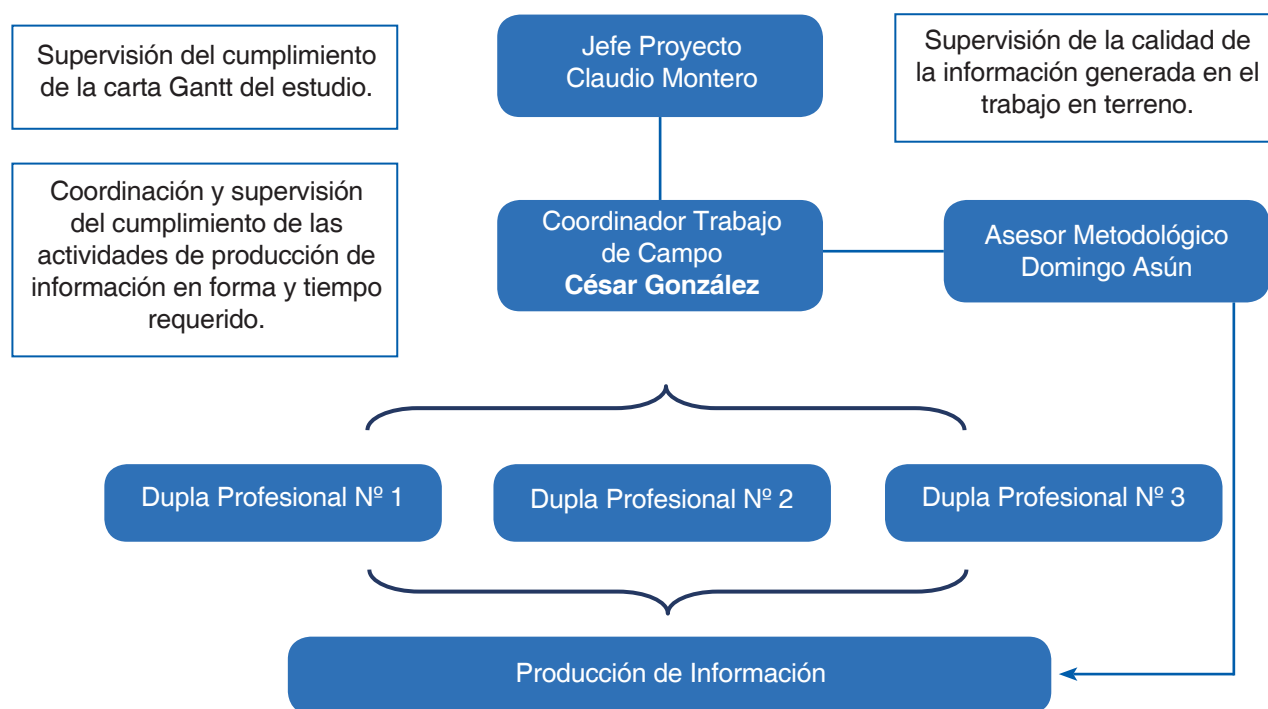 Supervisión del cumplimiento
de la carta Gantt del estudio.
Jefe Proyecto
Claudio Montero
Supervisión de la calidad de
la información generada en el
trabajo en terreno.
Coordinación y supervisión
del cumplimiento de las
actividades de producción de
información en forma y tiempo
requerido.
Coordinador Trabajo
de Campo
César González
Asesor Metodológico
Domingo Asún
Dupla Profesional Nº 1
Dupla Profesional Nº 2
Dupla Profesional Nº 3
Producción de Información